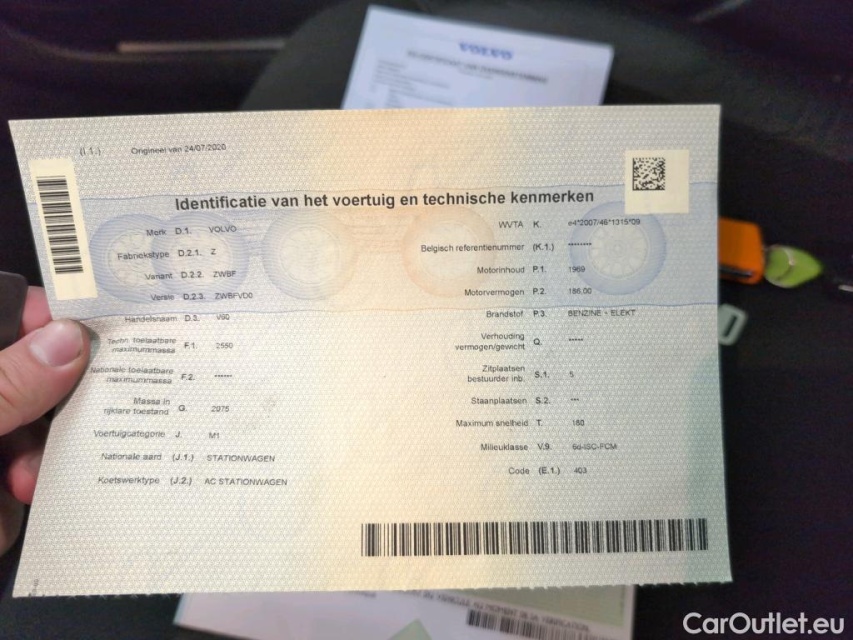 VOLVO
(I.1.) Origineel van 24/07/2020
Identificatie van het voertuig en technische kenmerken
Merk D.1. VOLVO
Fabriekstype D.2.1. Z
Variant D.2.2. ZWBF
Versie D.2.3. ZWBFVD0
Handelsnaam D.3. V60
Techn toelaatbare
maximummassa F.1. 2550
Nationale toelaatbare
maximummassa F.2. ------
Massa in
rijklare toestand G. 2075
Voertuigcategorie J. M1
Nationale aard (J.1.) STATIONWAGEN
Koetswerktype (J.2.) AC STATIONWAGEN
WVTA K. e4*2007/46*1315*09
Belgisch referentienummer (K.1.) --------
Motorinhoud P.1. 1969
Motorvermogen P.2. 186.00
Brandstof P.3. BENZINE - ELEKT
Verhouding
vermogen/gewicht Q. -----
Zitplaatsen
bestuurder inb. S.1. 5
Staanplaatsen S.2. ---
Maximum snelheid T. 180
Milieuklasse V.9. 6d-ISC-FCM
Code (E.1.) 403
CarOutlet.eu